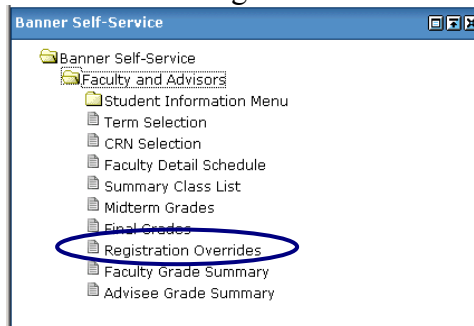 Banner Self-Service
Banner Self-Service
Faculty and Advisors
Student Information Menu
Term Selection
CRN Selection
Faculty Detail Schedule
Summary Class List
Midterm Grades
Final Grades
Registration Overrides
Faculty Grade Summary
Advisee Grade Summary